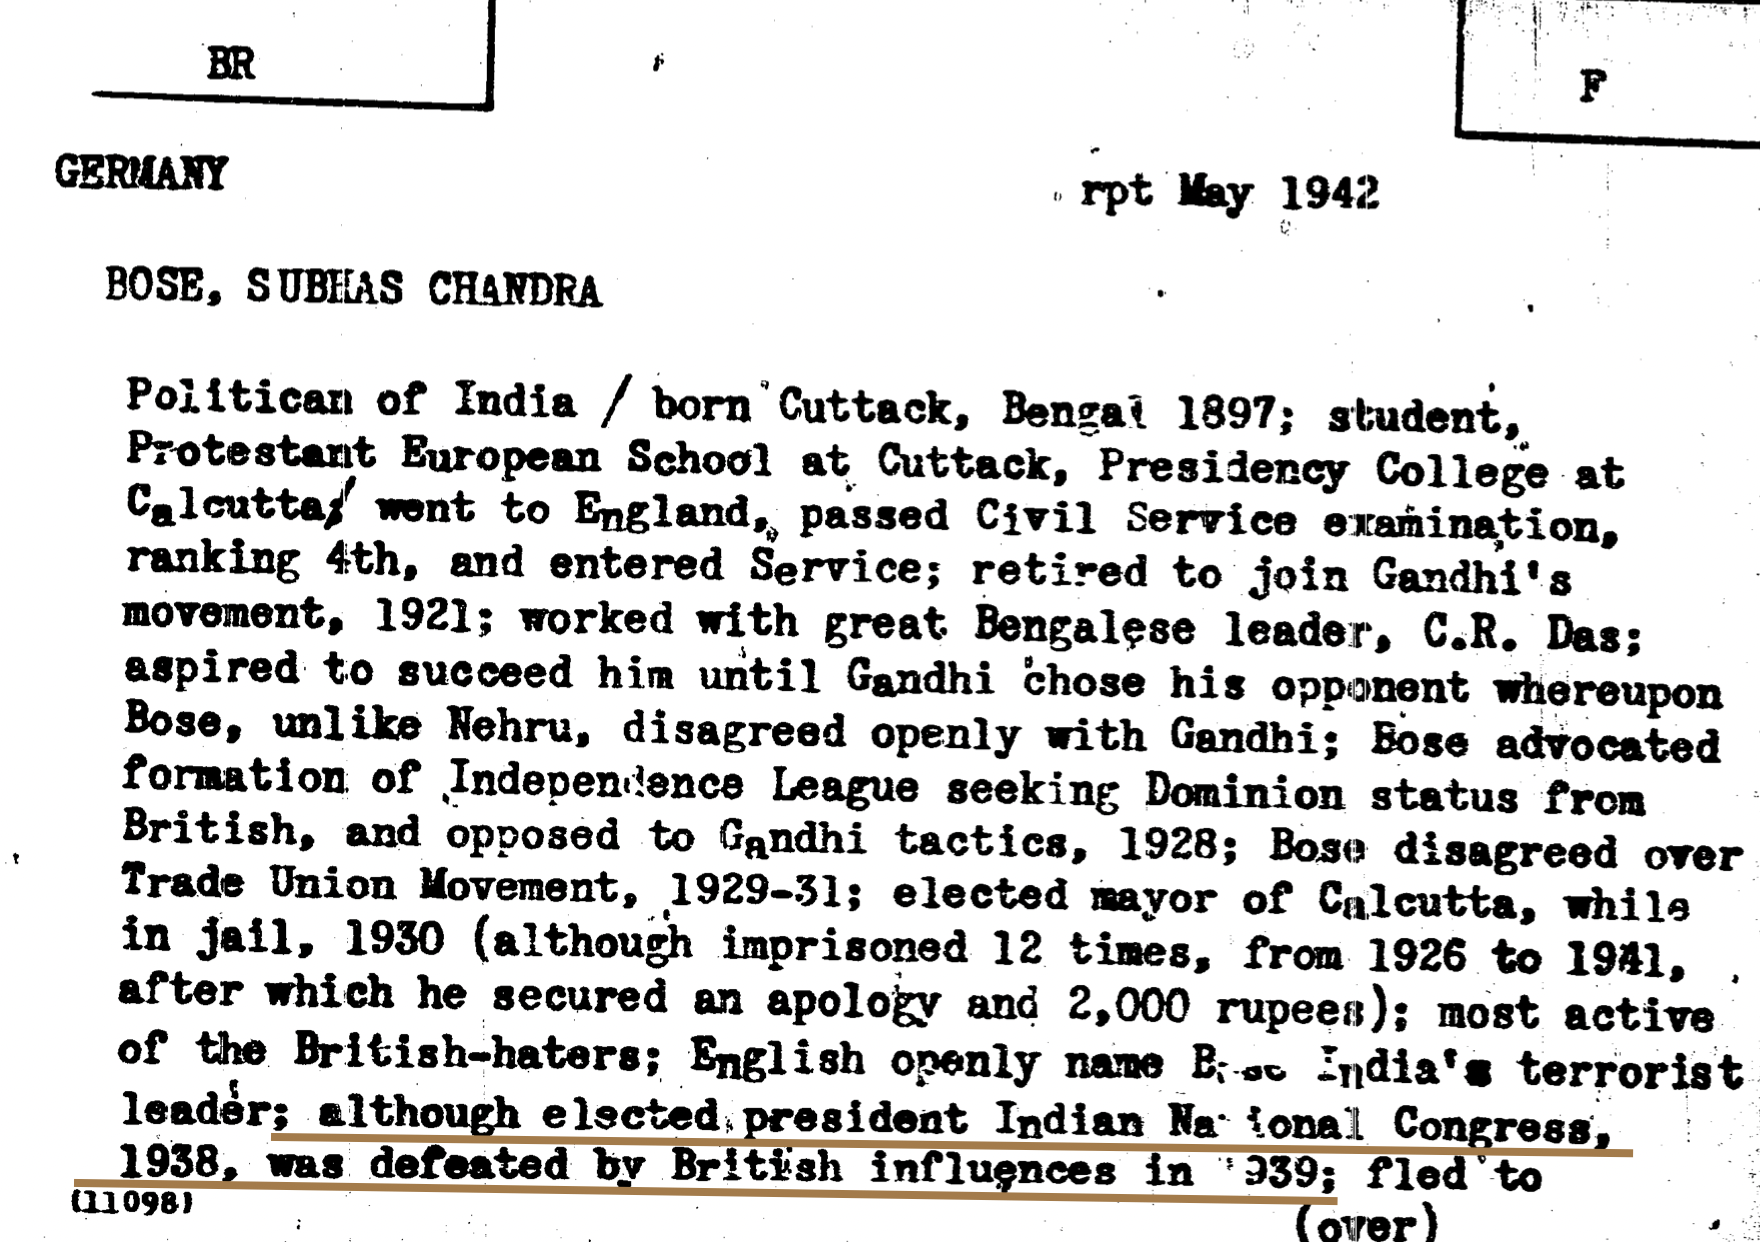 BR
F
GERMANY
rpt May 1942
BOSE, SUBHAS CHANDRA
Politican of India / born Cuttack, Bengal 1897; student,
Protestant European School at Cuttack, Presidency College at
Calcutta/ went to England, passed Civil Service examination,
ranking 4th, and entered Service; retired to join Gandhi's
movement, 1921; worked with great Bengalese leader, C.R. Das;
aspired to succeed him until Gandhi chose his opponent whereupon
Bose, unlike Nehru, disagreed openly with Gandhi; Bose advocated
formation of Independence League seeking Dominion status from
British, and opposed to Gandhi tactics, 1928; Bose disagreed over
Trade Union Movement, 1929-31; elected mayor of Calcutta, while
in jail, 1930 (although imprisoned 12 times, from 1926 to 1941,
after which he secured an apology and 2,000 rupees); most active
of the British-haters; English openly name Bose India's terrorist
leader; although elected president Indian National Congress,
1938, was defeated by British influences in 1939; fled to
(11098)
(over)